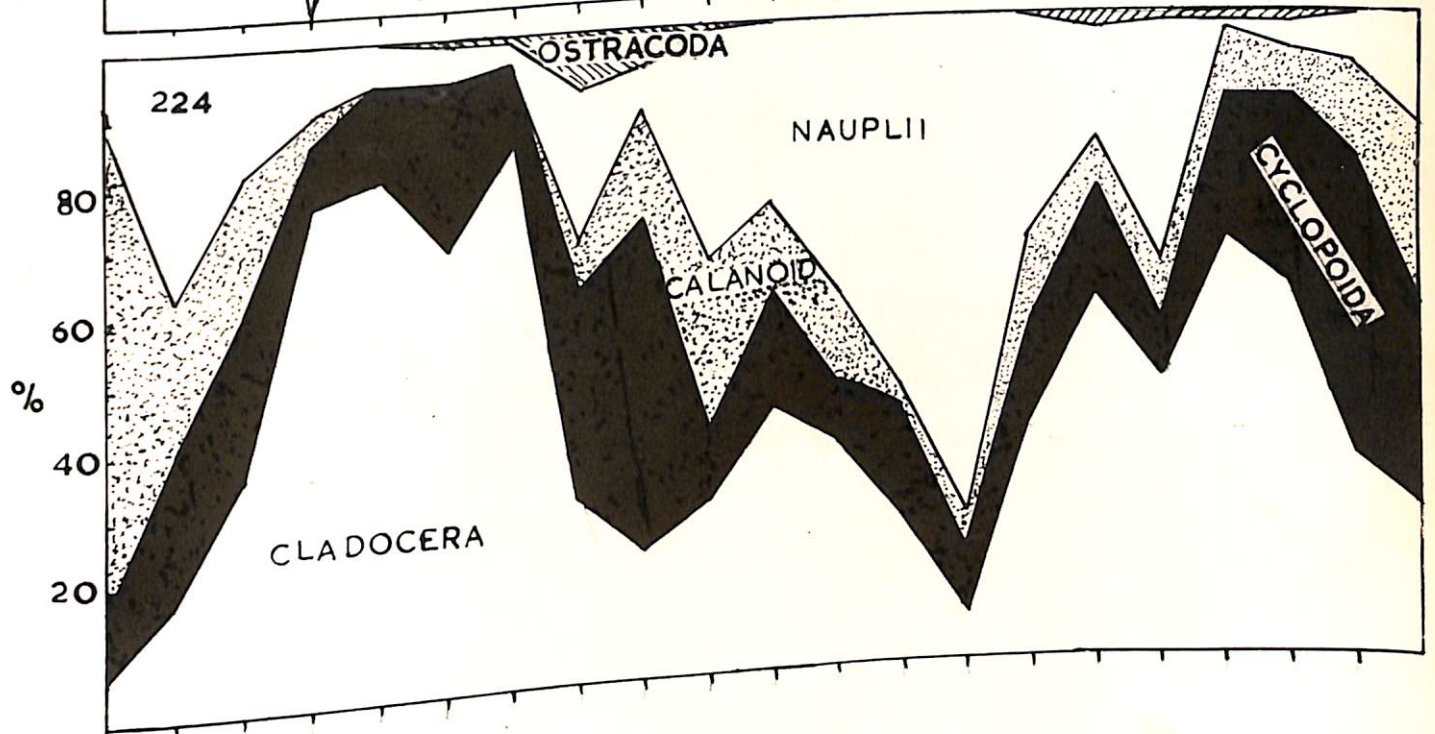 OSTRACODA
224
NAUPLII
80
CYCLOPOIDA
CALANOID
60
%
40
CLADOCERA
20